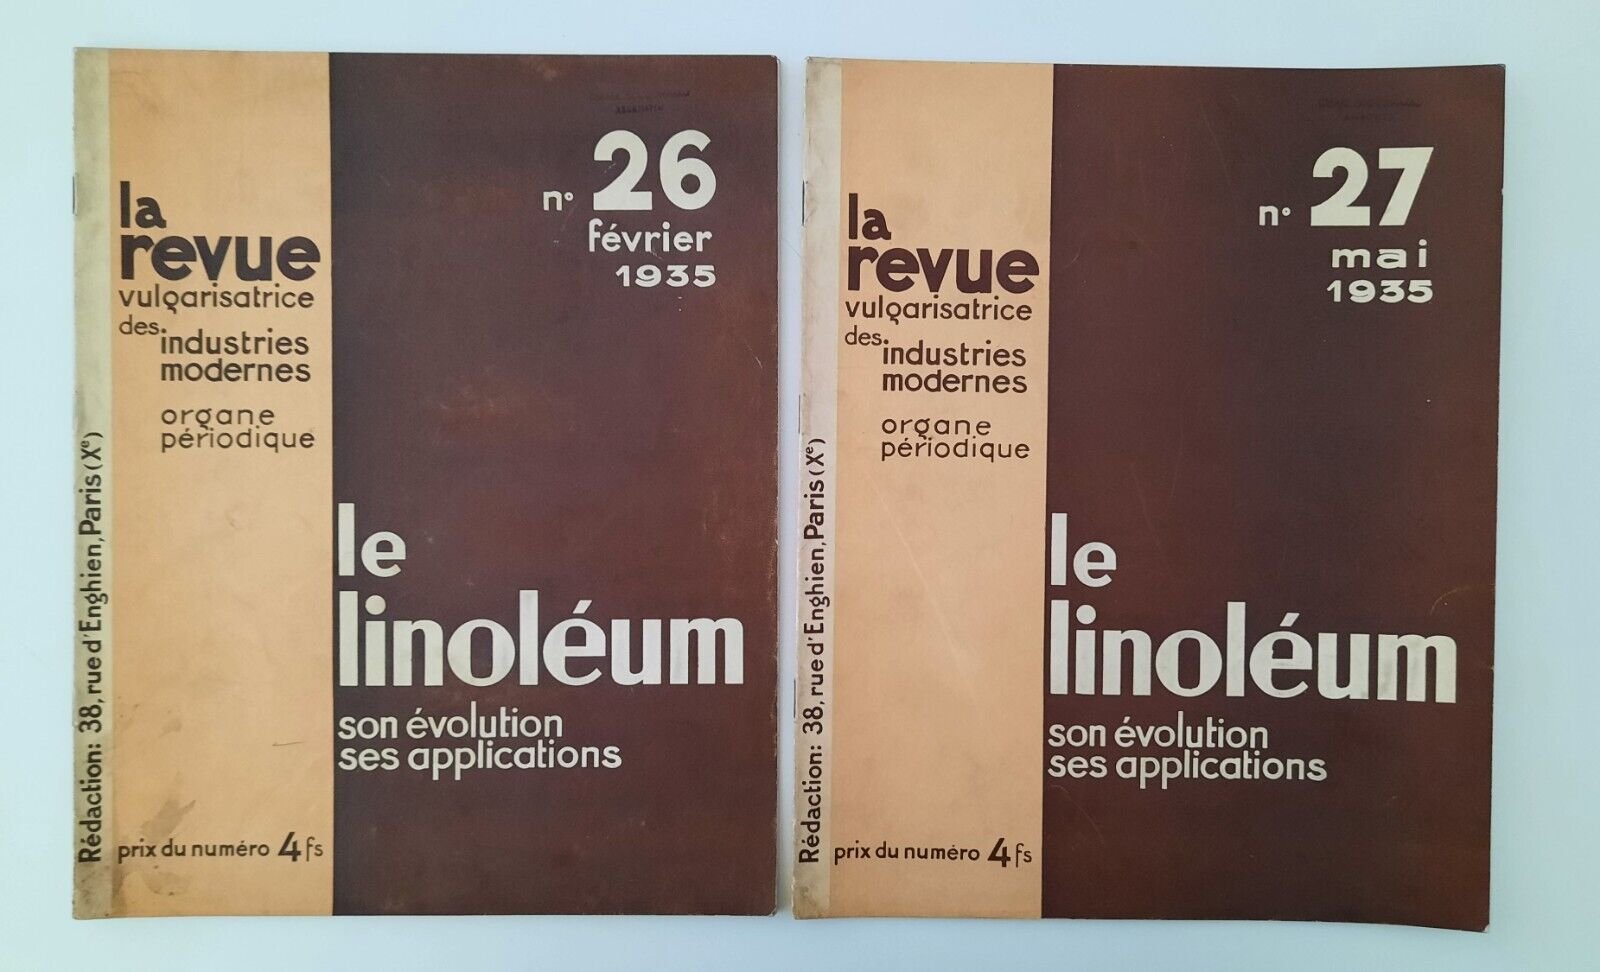 la
revue
vulgarisatrice
des
industries
modernes
organe
périodique
Rédaction: 38, rue d'Enghien, Paris (Xᵉ)
prix du numéro 4 fs
n° 26
février
1935
le
linoléum
son évolution
ses applications
la
revue
vulgarisatrice
des
industries
modernes
organe
périodique
Rédaction: 38, rue d'Enghien, Paris (Xᵉ)
prix du numéro 4 fs
n° 27
mai
1935
le
linoléum
son évolution
ses applications